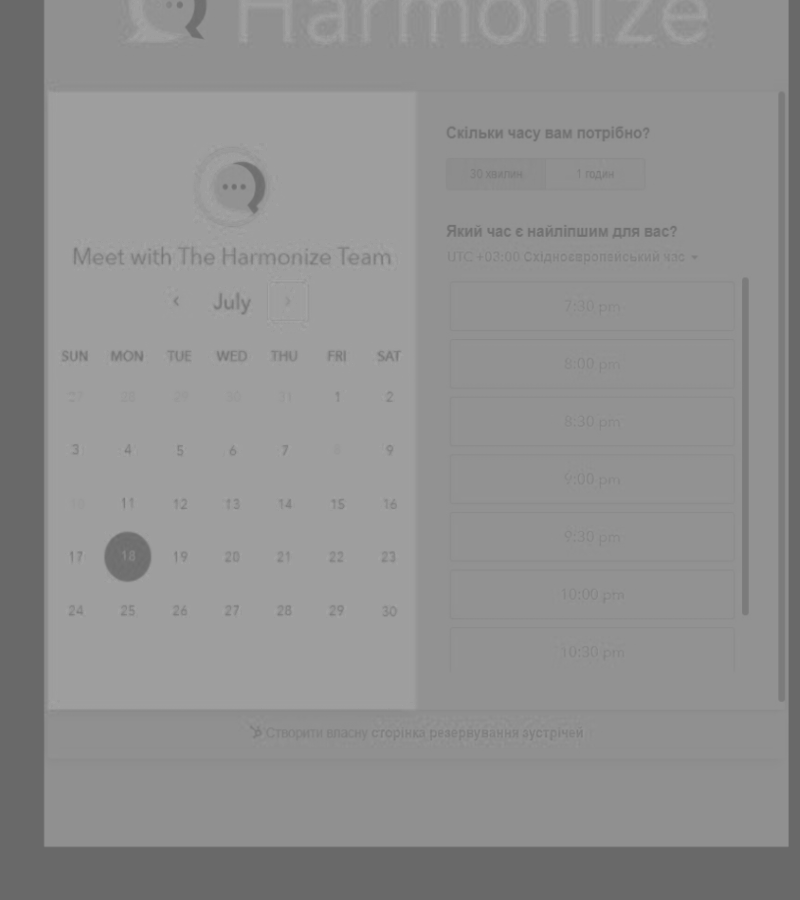 Harmonize
Meet with The Harmonize Team
July
SUN MON TUE WED THU FRI SAT
27 28 29 30 31 1 2
3 4 5 6 7 8 9
10 11 12 13 14 15 16
17 18 19 20 21 22 23
24 25 26 27 28 29 30
Скільки часу вам потрібно?
30 хвилин 1 годин
Який час є найліпшим для вас?
UTC +03:00 Східноєвропейський час
7:30 pm
8:00 pm
8:30 pm
9:00 pm
9:30 pm
10:00 pm
10:30 pm
Створити власну сторінка резервування зустрічей